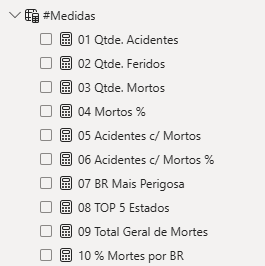 #Medidas
01 Qtde. Acidentes
02 Qtde. Feridos
03 Qtde. Mortos
04 Mortos %
05 Acidentes c/ Mortos
06 Acidentes c/ Mortos %
07 BR Mais Perigosa
08 TOP 5 Estados
09 Total Geral de Mortes
10 % Mortes por BR